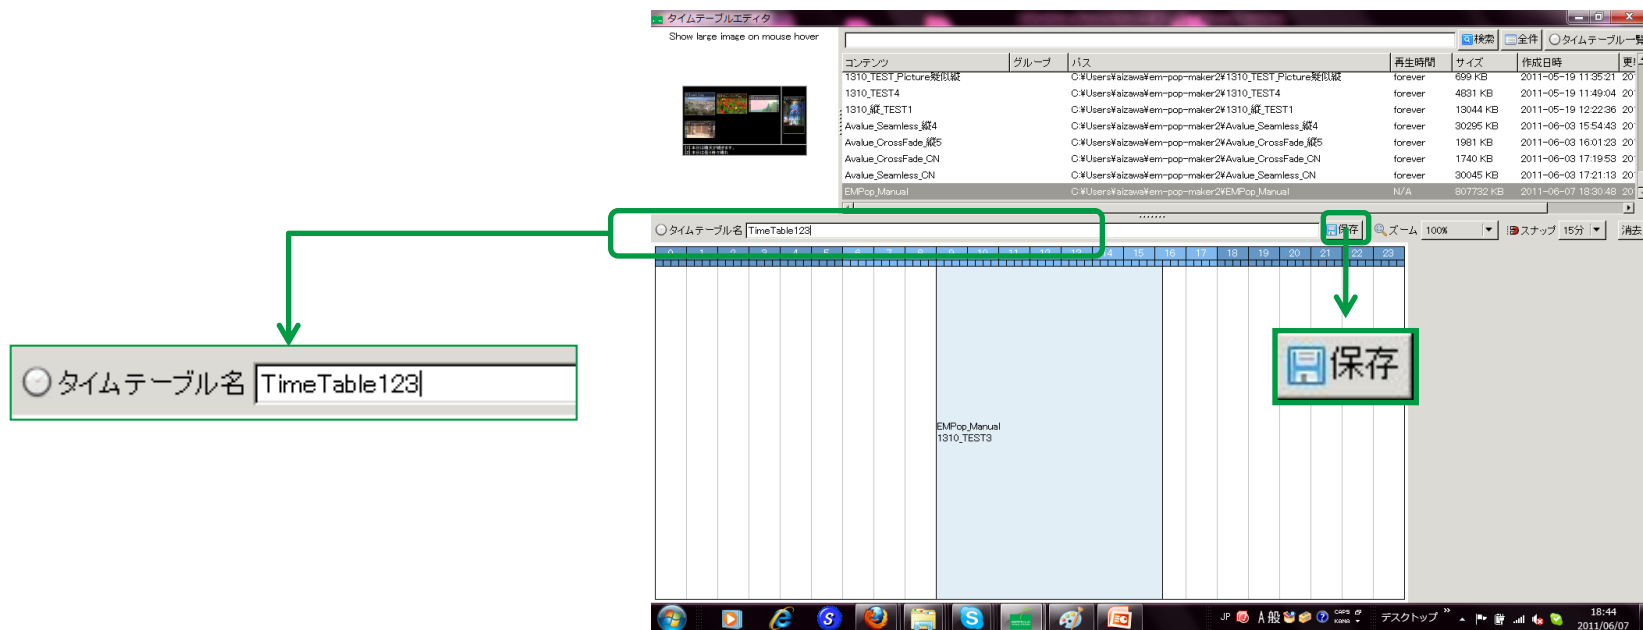 タイムテーブルエディタ
Show large image on mouse hover
検索 全件 タイムテーブル一覧
コンテンツ グループ パス 再生時間 サイズ 作成日時
1310_TEST_Picture疑似縦 C:¥Users¥aizawa¥em-pop-maker2¥1310_TEST_Picture疑似縦 forever 699 KB 2011-05-19 11:35:21 20
1310_TEST4 C:¥Users¥aizawa¥em-pop-maker2¥1310_TEST4 forever 4831 KB 2011-05-19 11:49:04 20
1310_縦_TEST1 C:¥Users¥aizawa¥em-pop-maker2¥1310_縦_TEST1 forever 13044 KB 2011-05-19 12:22:36 20
Avalue_Seamless_縦4 C:¥Users¥aizawa¥em-pop-maker2¥Avalue_Seamless_縦4 forever 30295 KB 2011-06-03 15:54:43 20
Avalue_CrossFade_縦5 C:¥Users¥aizawa¥em-pop-maker2¥Avalue_CrossFade_縦5 forever 1981 KB 2011-06-03 16:01:23 20
Avalue_CrossFade_CN C:¥Users¥aizawa¥em-pop-maker2¥Avalue_CrossFade_CN forever 1740 KB 2011-06-03 17:19:53 20
Avalue_Seamless_CN C:¥Users¥aizawa¥em-pop-maker2¥Avalue_Seamless_CN forever 30045 KB 2011-06-03 17:21:13 20
EMPop_Manual C:¥Users¥aizawa¥em-pop-maker2¥EMPop_Manual N/A 807732 KB 2011-06-07 18:30:48 20
タイムテーブル名 TimeTable123 保存 ズーム 100% スナップ 15分 消去
0 1 2 3 4 5 6 7 8 9 10 11 12 13 14 15 16 17 18 19 20 21 22 23
タイムテーブル名 TimeTable123
保存
EMPop_Manual
1310_TEST3
JP A 般 CAPS KANA デスクトップ 18:44
2011/06/07